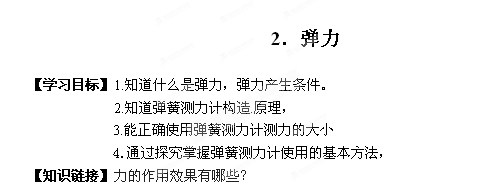 2．弹力
【学习目标】1.知道什么是弹力，弹力产生条件。
2.知道弹簧测力计构造.原理，
3.能正确使用弹簧测力计测力的大小
4.通过探究掌握弹簧测力计使用的基本方法，
【知识链接】力的作用效果有哪些？